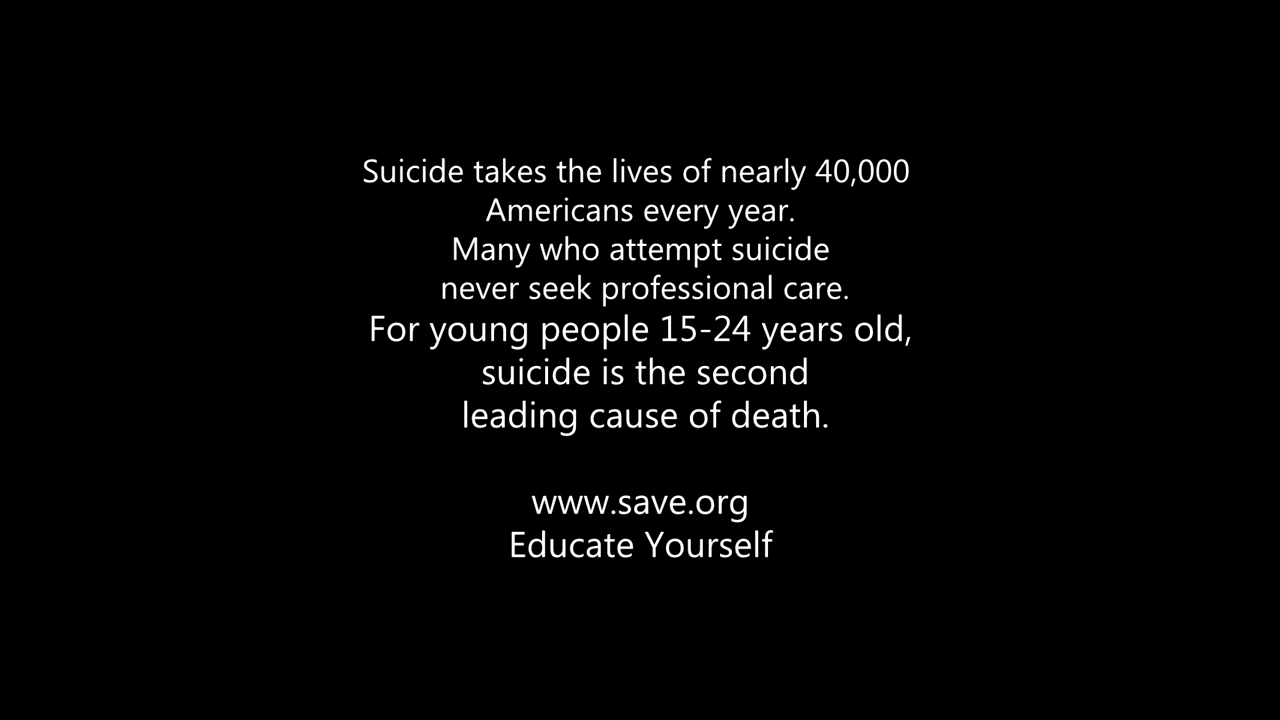 Suicide takes the lives of nearly 40,000
Americans every year.
Many who attempt suicide
never seek professional care.
For young people 15-24 years old,
suicide is the second
leading cause of death.
www.save.org
Educate Yourself